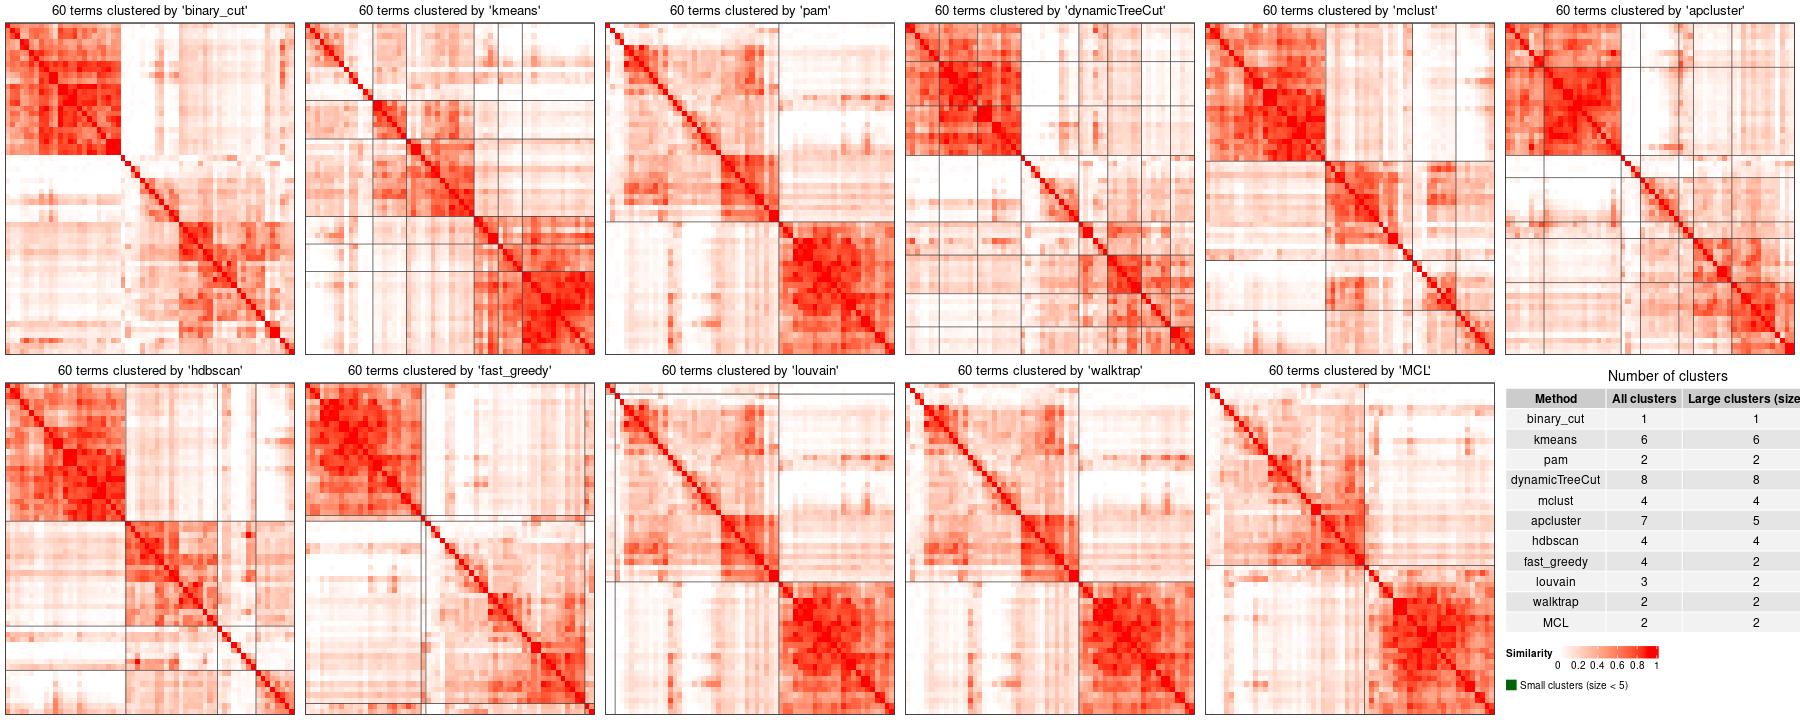 60 terms clustered by 'binary_cut'
60 terms clustered by 'kmeans'
60 terms clustered by 'pam'
60 terms clustered by 'dynamicTreeCut'
60 terms clustered by 'mclust'
60 terms clustered by 'apcluster'
60 terms clustered by 'hdbscan'
60 terms clustered by 'fast_greedy'
60 terms clustered by 'louvain'
60 terms clustered by 'walktrap'
60 terms clustered by 'MCL'
Number of clusters
Method All clusters Large clusters (size
binary_cut 1 1
kmeans 6 6
pam 2 2
dynamicTreeCut 8 8
mclust 4 4
apcluster 7 5
hdbscan 4 4
fast_greedy 4 2
louvain 3 2
walktrap 2 2
MCL 2 2
Similarity
0 0.2 0.4 0.6 0.8 1
Small clusters (size < 5)